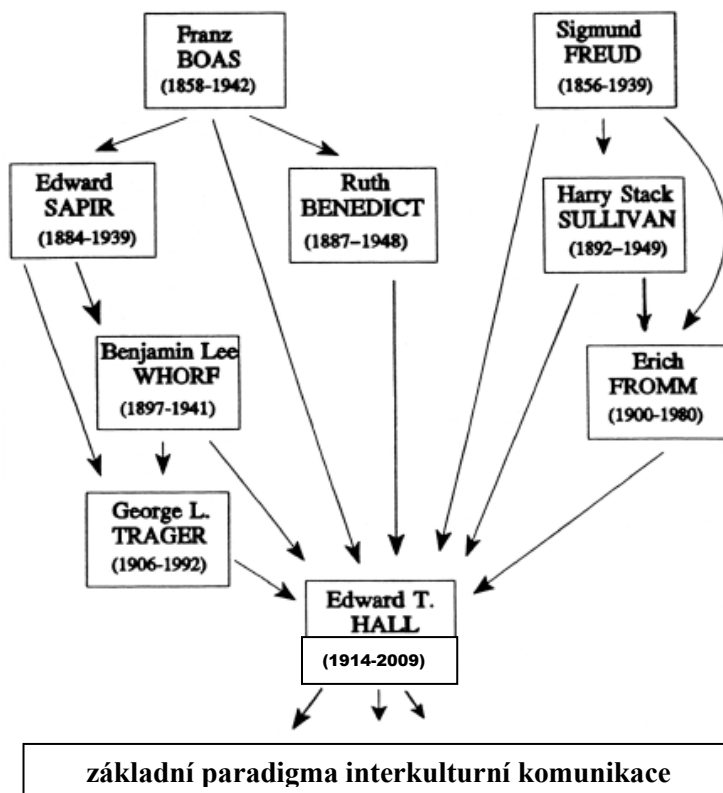 Franz
BOAS
(1858-1942)
Sigmund
FREUD
(1856-1939)
Edward
SAPIR
(1884-1939)
Ruth
BENEDICT
(1887-1948)
Harry Stack
SULLIVAN
(1892-1949)
Benjamin Lee
WHORF
(1897-1941)
Erich
FROMM
(1900-1980)
George L.
TRAGER
(1906-1992)
Edward T.
HALL
(1914-2009)
základní paradigma interkulturní komunikace